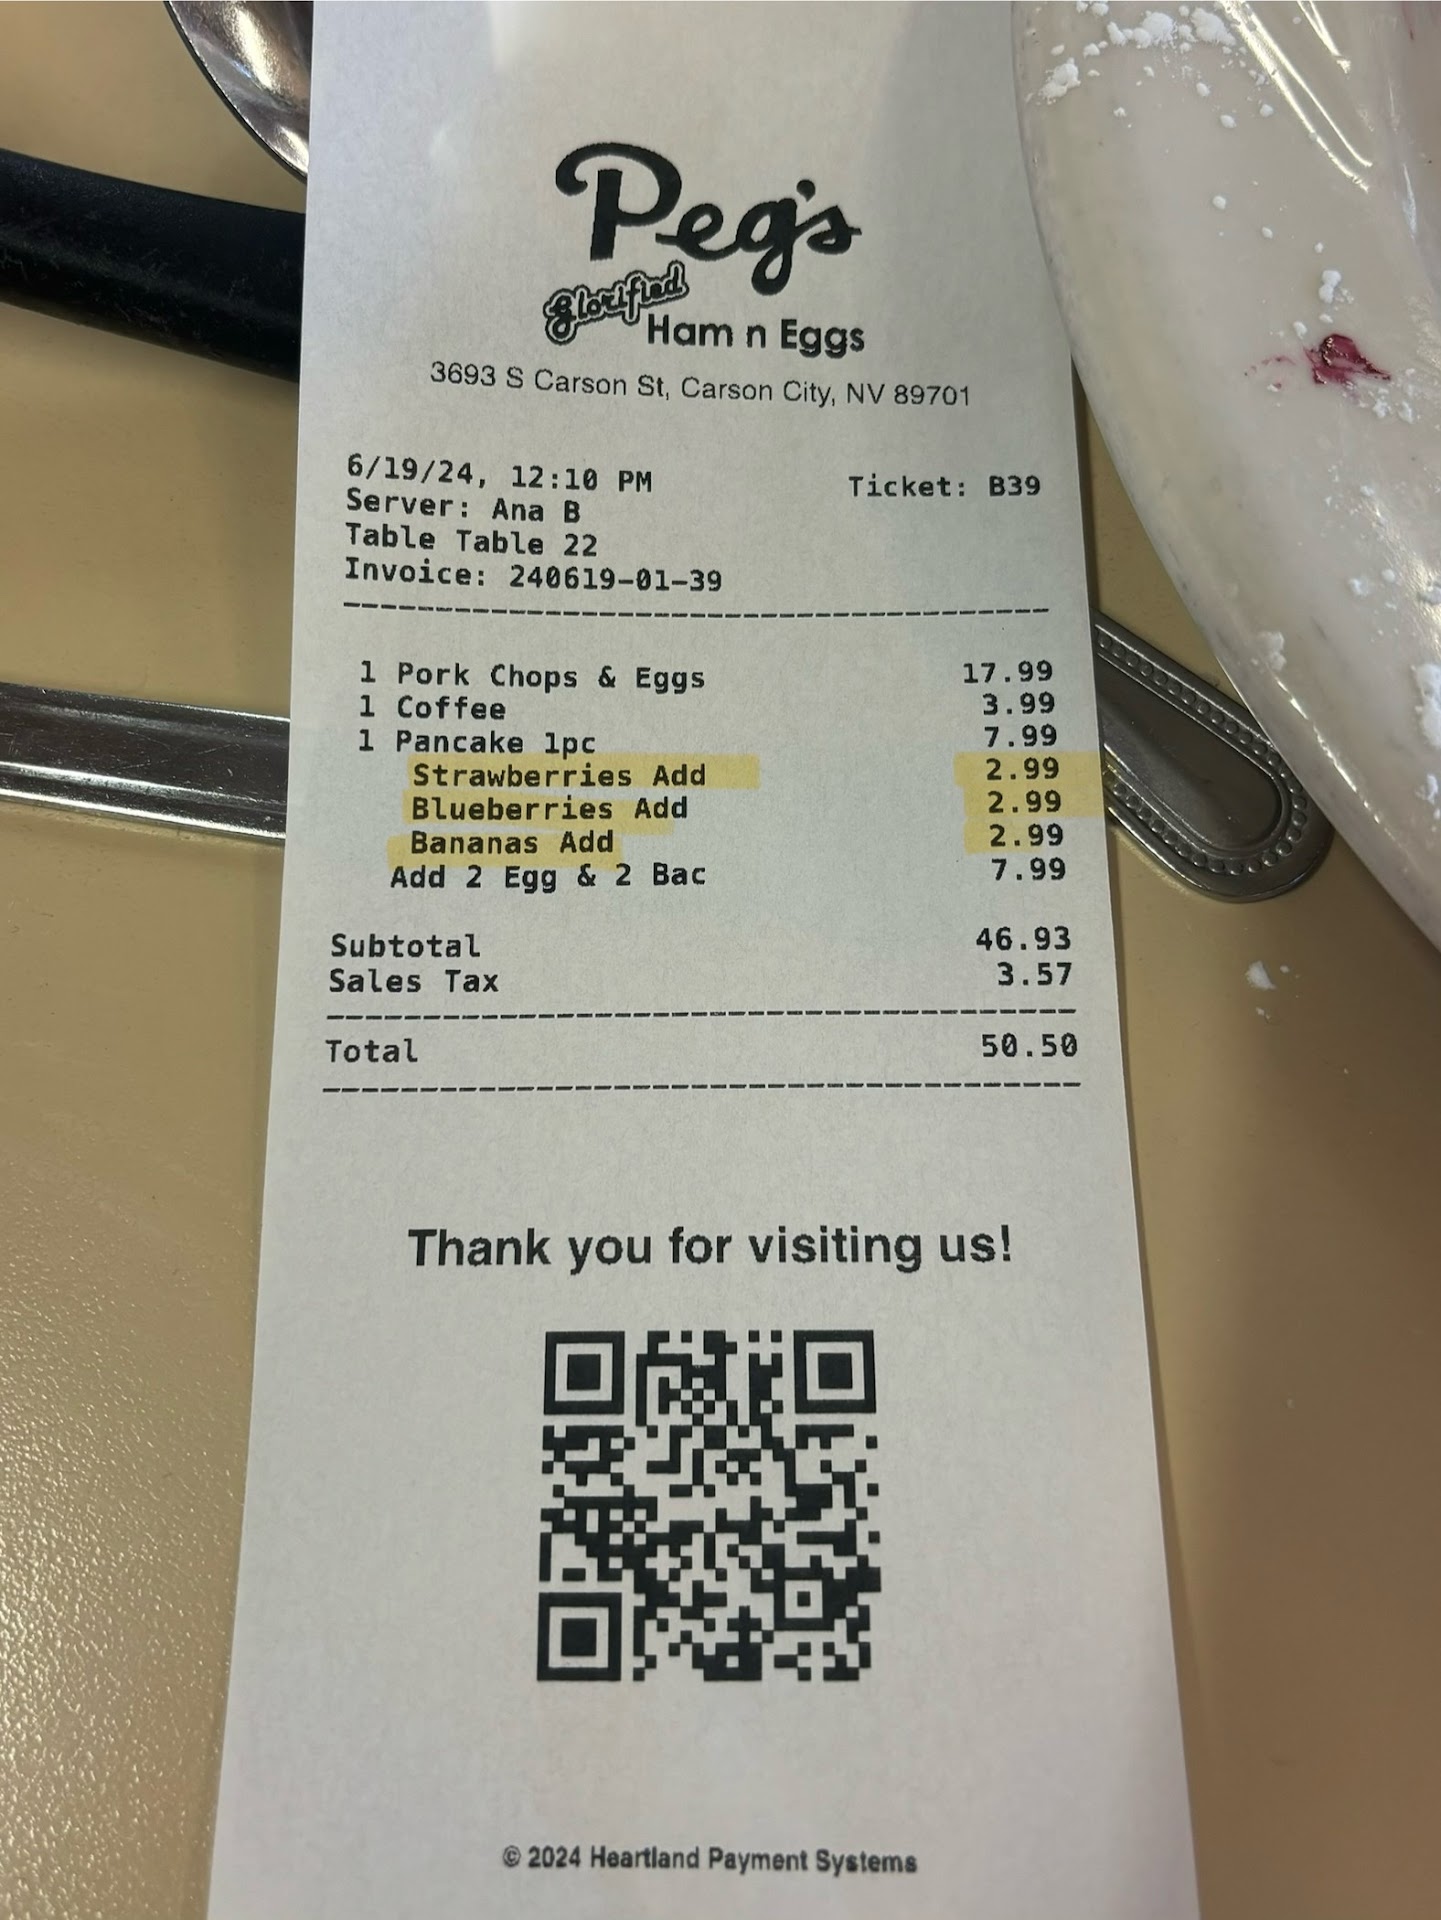 Peg's
Glorified
Ham n Eggs
3693 S Carson St, Carson City, NV 89701
6/19/24, 12:10 PM Ticket: B39
Server: Ana B
Table Table 22
Invoice: 240619-01-39
1 Pork Chops & Eggs 17.99
1 Coffee 3.99
1 Pancake 1pc 7.99
Strawberries Add 2.99
Blueberries Add 2.99
Bananas Add 2.99
Add 2 Egg & 2 Bac 7.99
Subtotal 46.93
Sales Tax 3.57
Total 50.50
Thank you for visiting us!
© 2024 Heartland Payment Systems